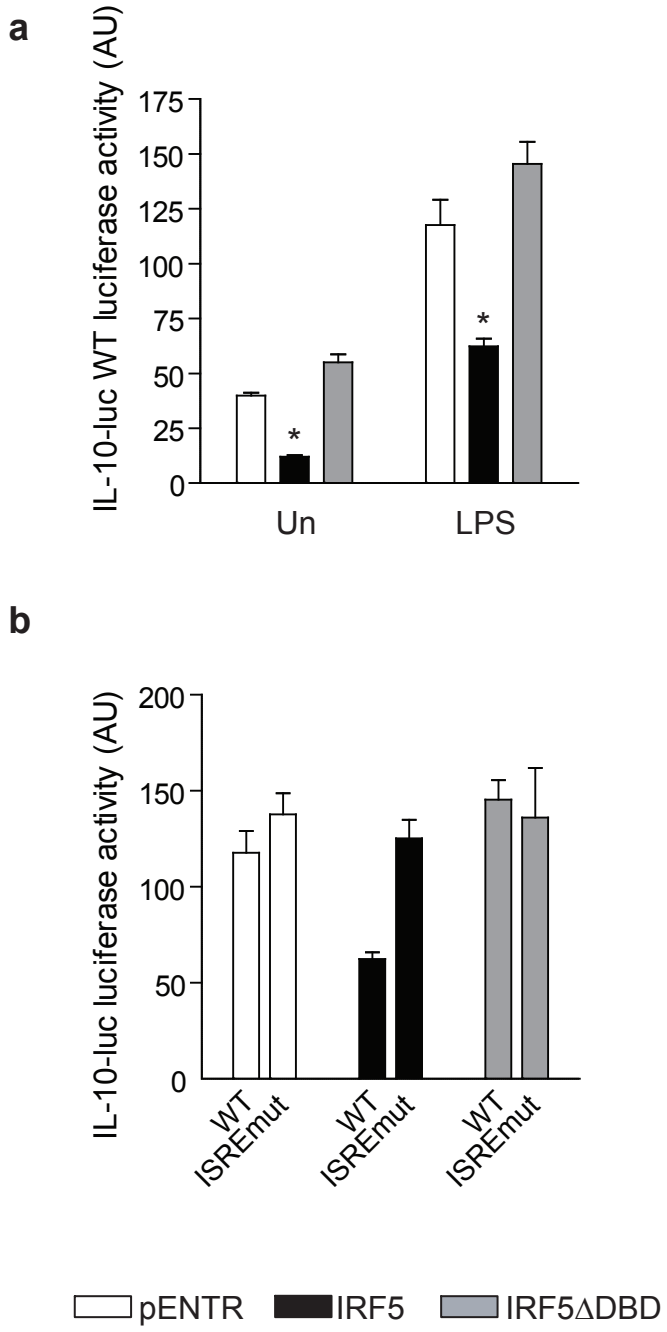 a
IL-10-luc WT luciferase activity (AU)
175
150
125
100
75
50
25
0
*
*
Un LPS
b
IL-10-luc luciferase activity (AU)
200
150
100
50
0
WT ISREmut WT ISREmut WT ISREmut
pENTR IRF5 IRF5ΔDBD